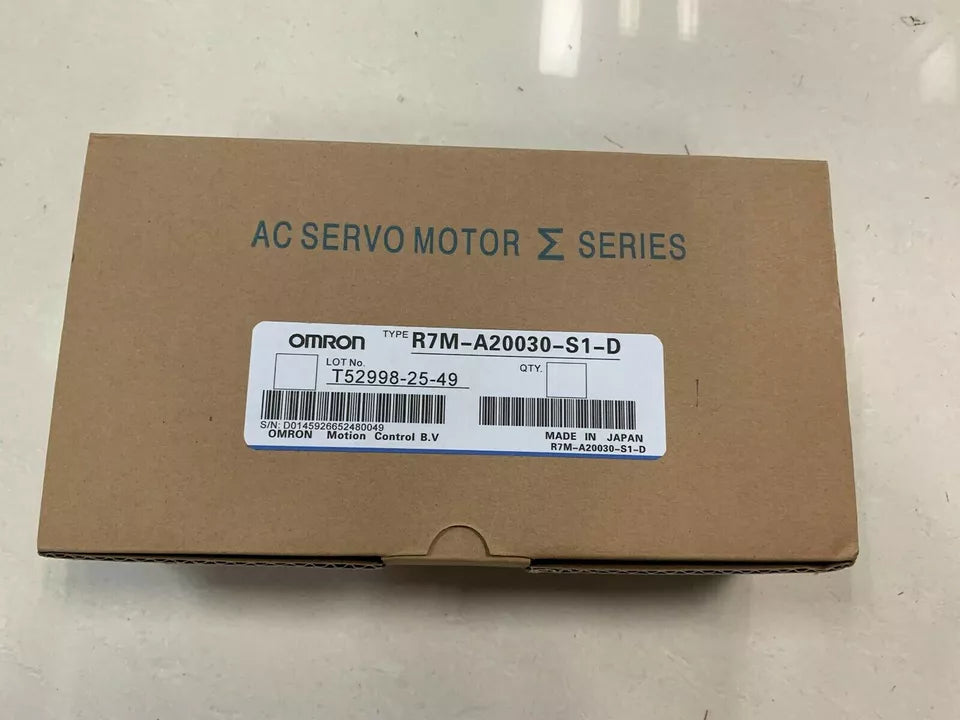 AC SERVO MOTOR Σ SERIES
OMRON TYPE R7M-A20030-S1-D
LOT No. T52998-25-49 QTY.
S/N: D0145926652480049
OMRON Motion Control B.V MADE IN JAPAN
R7M-A20030-S1-D